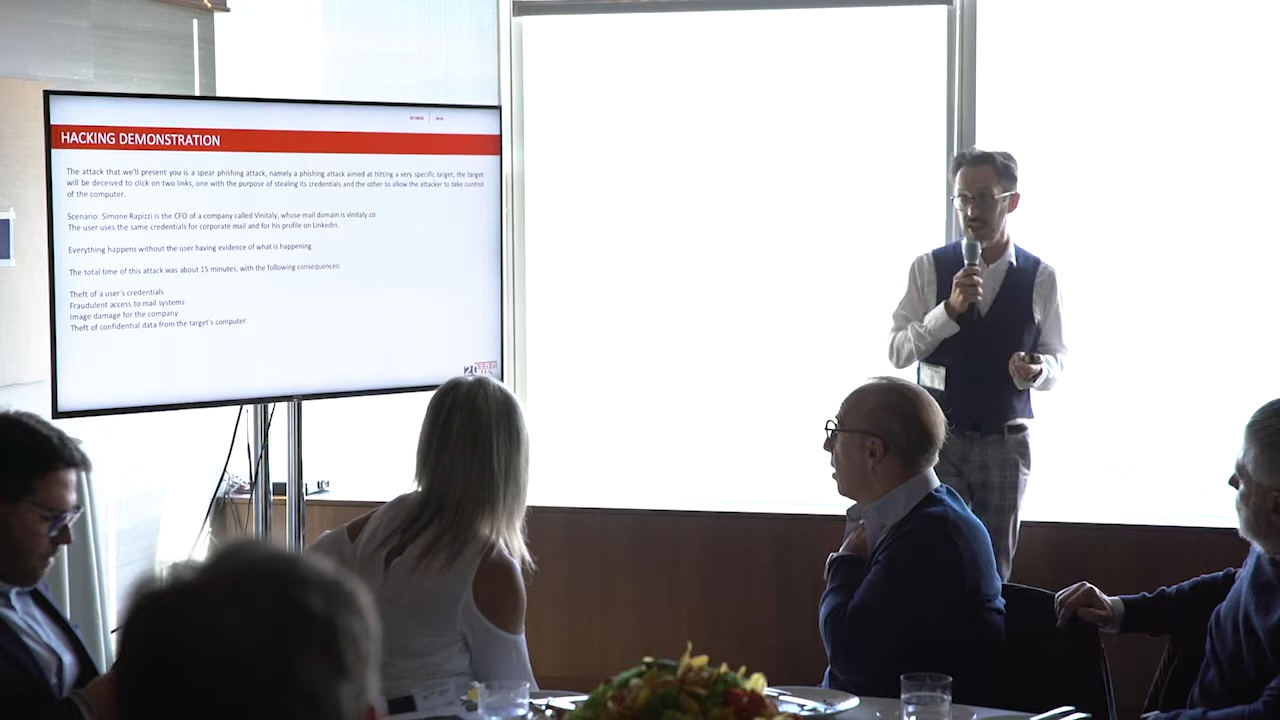 HACKING DEMONSTRATION
The attack that we'll present you is a spear phishing attack, namely a phishing attack aimed at hitting a very specific target; the target
will be deceived to click on two links, one with the purpose of stealing its credentials and the other to allow the attacker to take control
of the computer.
Scenario: Simone Rapizzi is the CFO of a company called Vinitaly, whose mail domain is vinitaly.co
The user uses the same credentials for corporate mail and for his profile on Linkedin.
Everything happens without the user having evidence of what is happening
The total time of this attack was about 15 minutes, with the following consequences:
Theft of a user's credentials
Fraudulent access to mail systems
Image damage for the company
Theft of confidential data from the target's computer
20